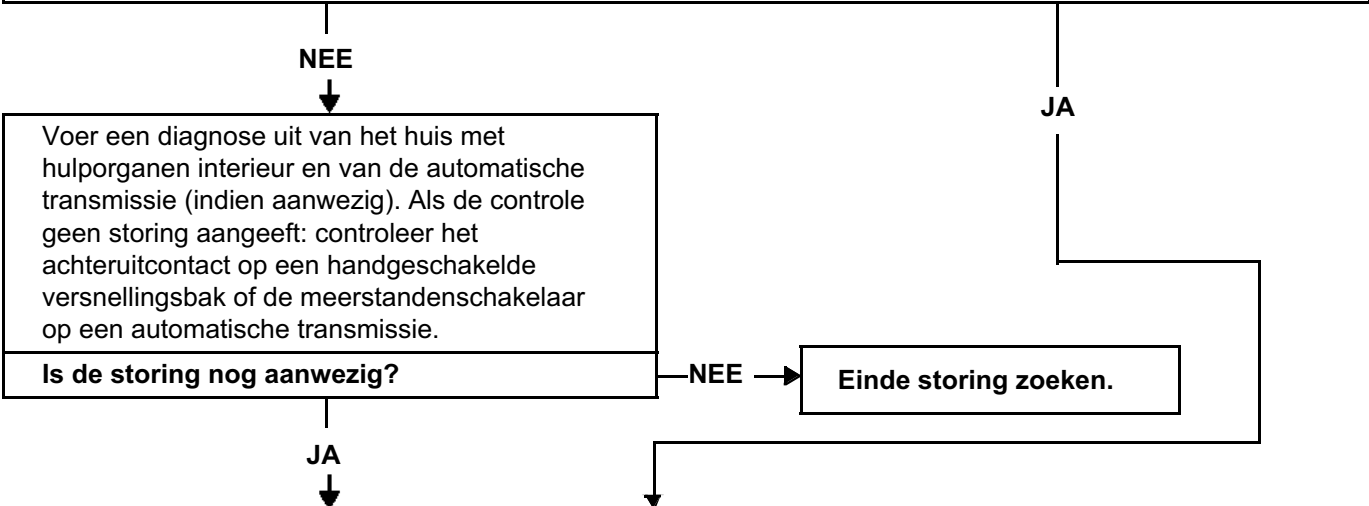 NEE
JA
Voer een diagnose uit van het huis met
hulporganen interieur en van de automatische
transmissie (indien aanwezig). Als de controle
geen storing aangeeft: controleer het
achteruitcontact op een handgeschakelde
versnellingsbak of de meerstandenschakelaar
op een automatische transmissie.
Is de storing nog aanwezig?
NEE
Einde storing zoeken.
JA